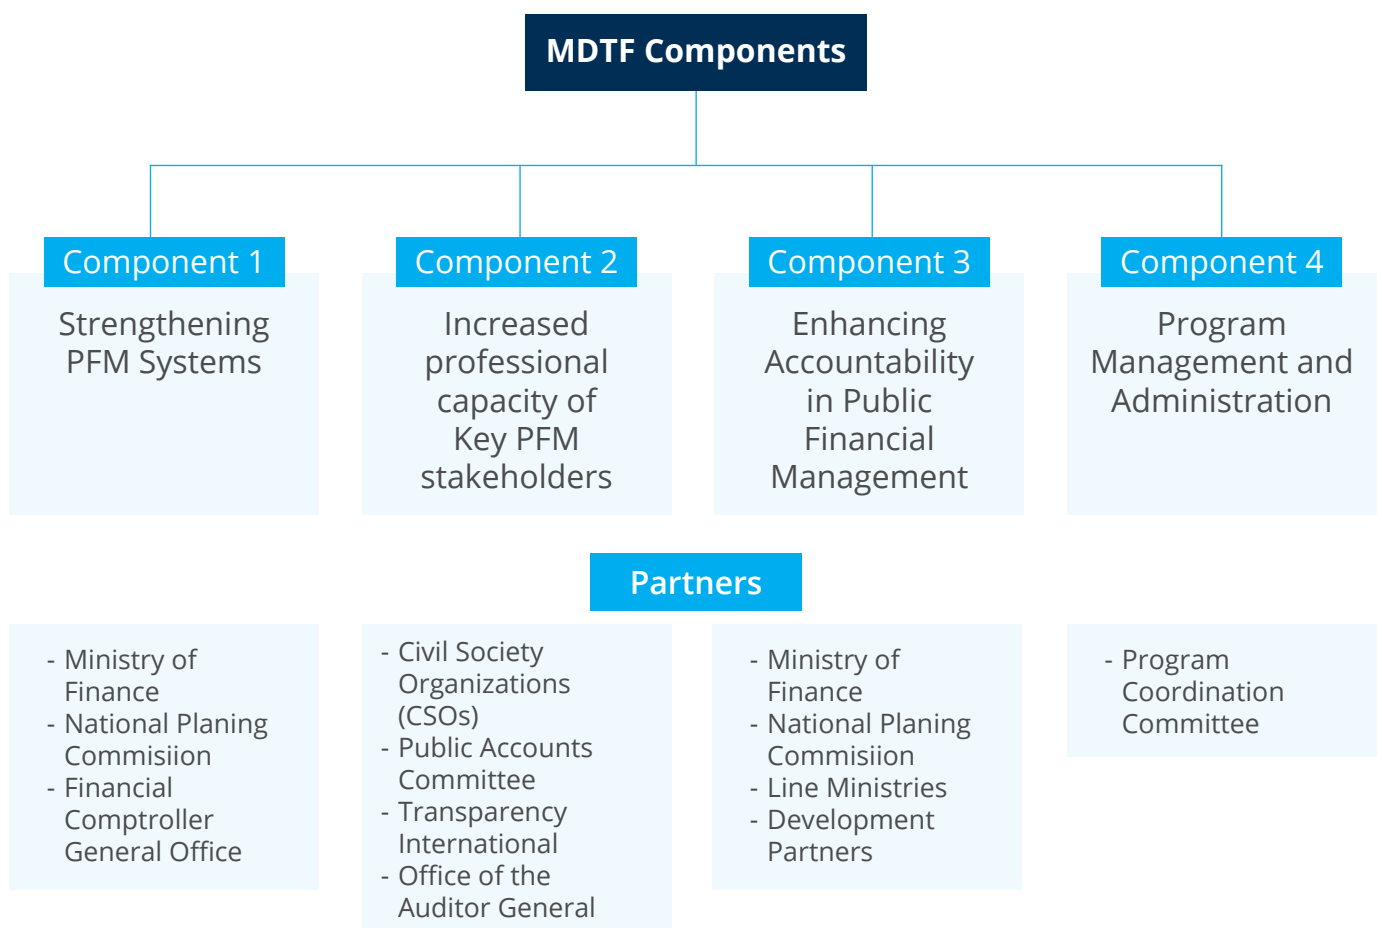 MDTF Components
Component 1
Strengthening
PFM Systems
Component 2
Increased
professional
capacity of
Key PFM
stakeholders
Component 3
Enhancing
Accountability
in Public
Financial
Management
Component 4
Program
Management and
Administration
Partners
- Ministry of
Finance
- National Planing
Commisiion
- Financial
Comptroller
General Office
- Civil Society
Organizations
(CSOs)
- Public Accounts
Committee
- Transparency
International
- Office of the
Auditor General
- Ministry of
Finance
- National Planing
Commisiion
- Line Ministries
- Development
Partners
- Program
Coordination
Committee